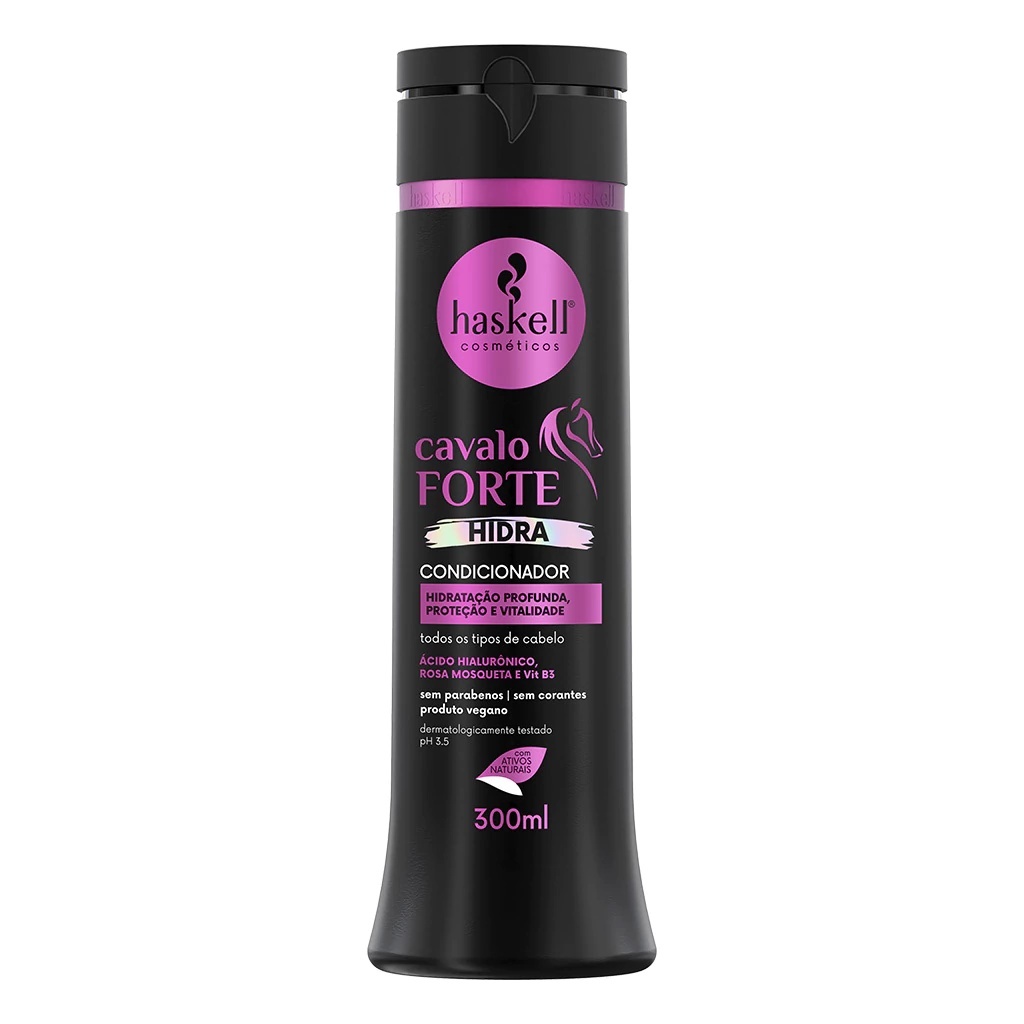 haskell haskell
haskell®
cosméticos
cavalo
FORTE
HIDRA
CONDICIONADOR
HIDRATAÇÃO PROFUNDA,
PROTEÇÃO E VITALIDADE
todos os tipos de cabelo
ÁCIDO HIALURÔNICO,
ROSA MOSQUETA E Vit B3
sem parabenos | sem corantes
produto vegano
dermatologicamente testado
pH 3.5
com
ATIVOS
NATURAIS
300ml